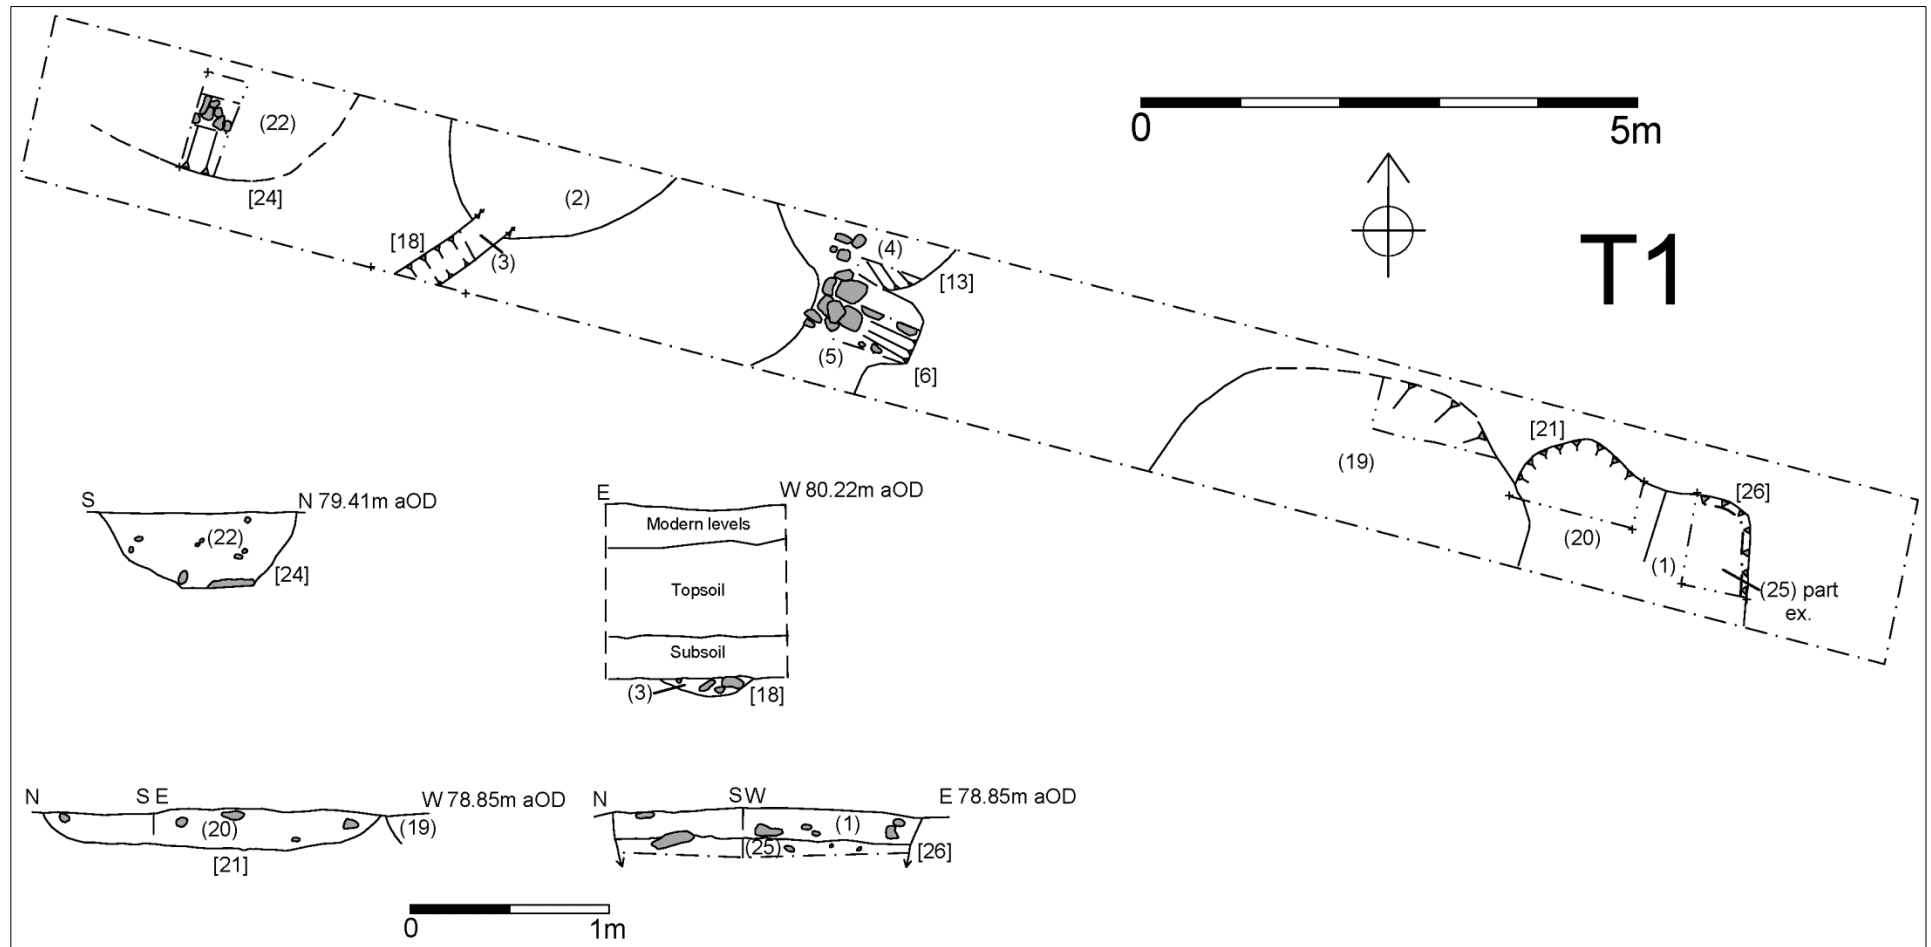 0 5m
T1
(22)
[24]
(2)
[18]
(3)
(4)
[13]
(5)
[6]
(19)
[21]
(20)
[26]
(1)
(25) part
ex.
S N 79.41m aOD
(22)
[24]
E W 80.22m aOD
Modern levels
Topsoil
Subsoil
(3)
[18]
N S E W 78.85m aOD
(20)
(19)
[21]
N S W E 78.85m aOD
(1)
(25)
[26]
0 1m